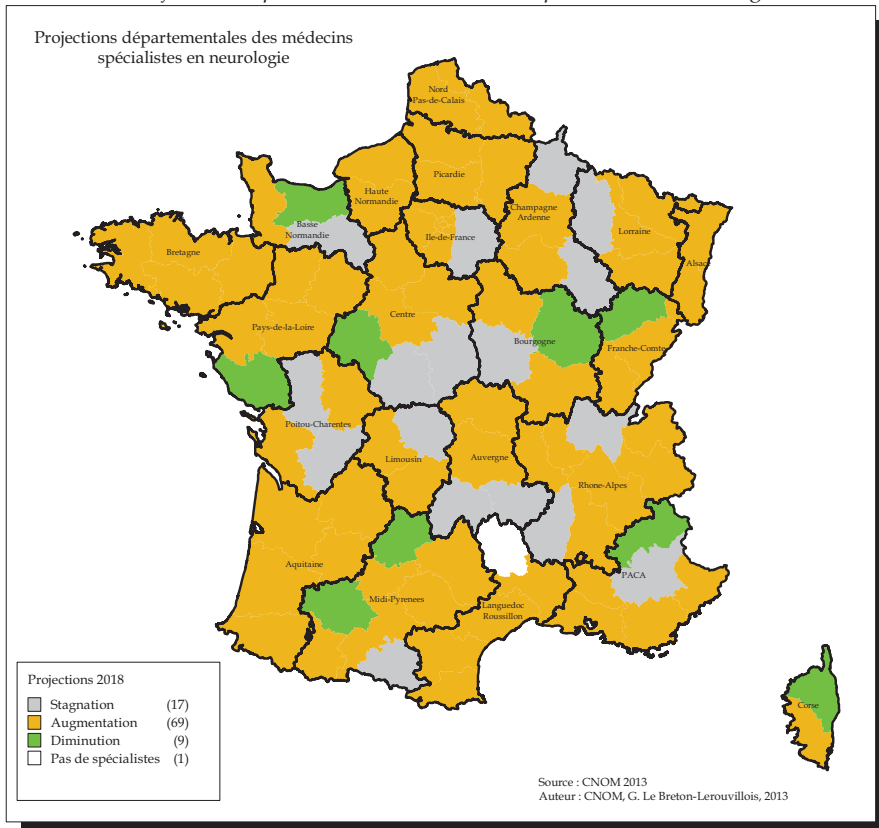 Projections départementales des médecins
spécialistes en neurologie
Nord
Pas-de-Calais
Picardie
Haute
Normandie
Champagne
Ardenne
Basse
Normandie
Ile-de-France
Lorraine
Bretagne
Alsace
Centre
Pays-de-la-Loire
Bourgogne
Franche-Comte
Poitou-Charentes
Limousin
Auvergne
Rhone-Alpes
Aquitaine
PACA
Midi-Pyrenees
Languedoc
Roussillon
Corse
Projections 2018
Stagnation (17)
Augmentation (69)
Diminution (9)
Pas de spécialistes (1)
Source : CNOM 2013
Auteur : CNOM, G. Le Breton-Lerouvillois, 2013